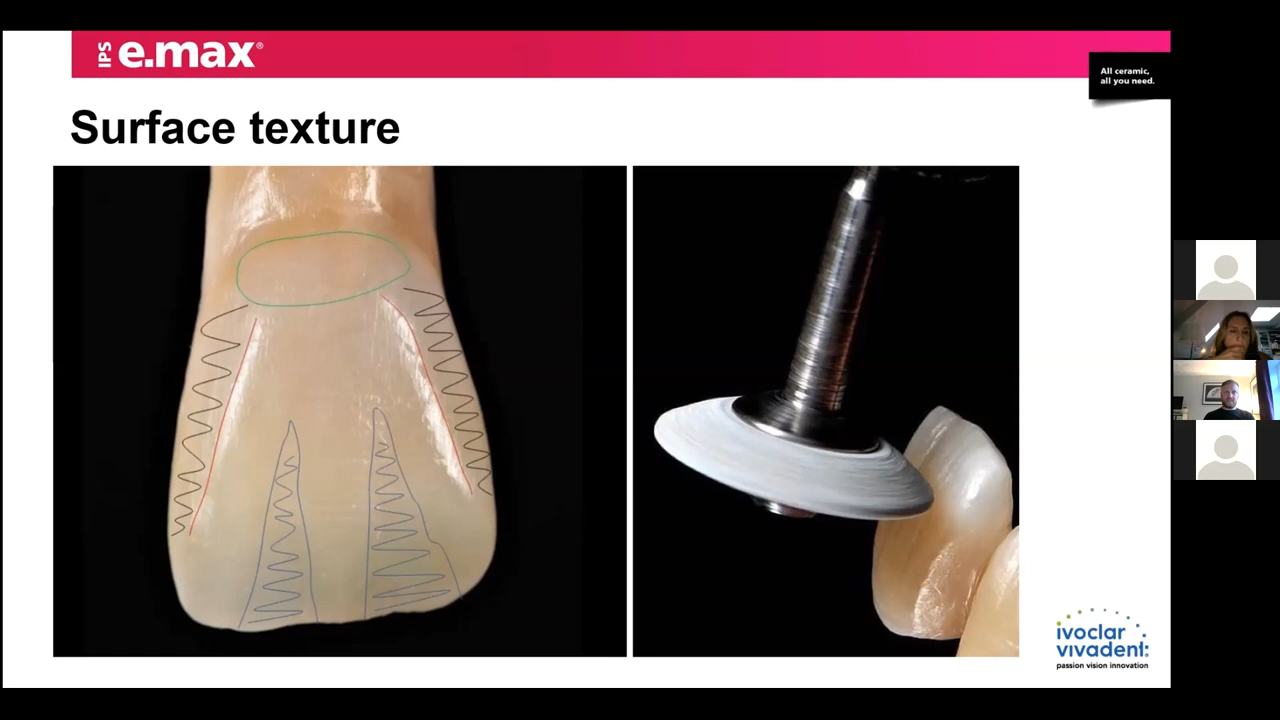 IPS e.max®
All ceramic,
all you need.
Surface texture
ivoclar
vivadent:
passion vision innovation